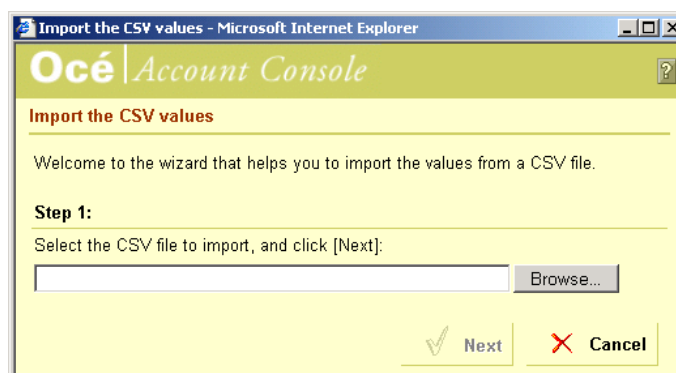 Import the CSV values - Microsoft Internet Explorer
Océ | Account Console
?
Import the CSV values
Welcome to the wizard that helps you to import the values from a CSV file.
Step 1:
Select the CSV file to import, and click [Next]:
Browse...
Next Cancel